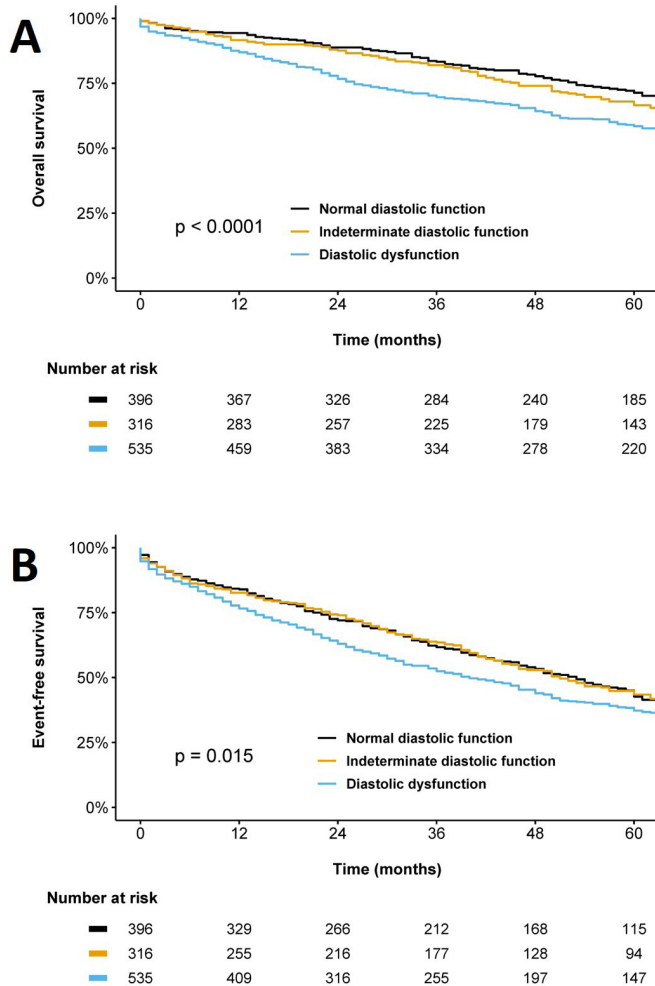 A
100%
75%
50%
25%
0%
Overall survival
p < 0.0001
Normal diastolic function
Indeterminate diastolic function
Diastolic dysfunction
0 12 24 36 48 60
Time (months)
Number at risk
396 367 326 284 240 185
316 283 257 225 179 143
535 459 383 334 278 220
B
100%
75%
50%
25%
0%
Event-free survival
p = 0.015
Normal diastolic function
Indeterminate diastolic function
Diastolic dysfunction
0 12 24 36 48 60
Time (months)
Number at risk
396 329 266 212 168 115
316 255 216 177 128 94
535 409 316 255 197 147